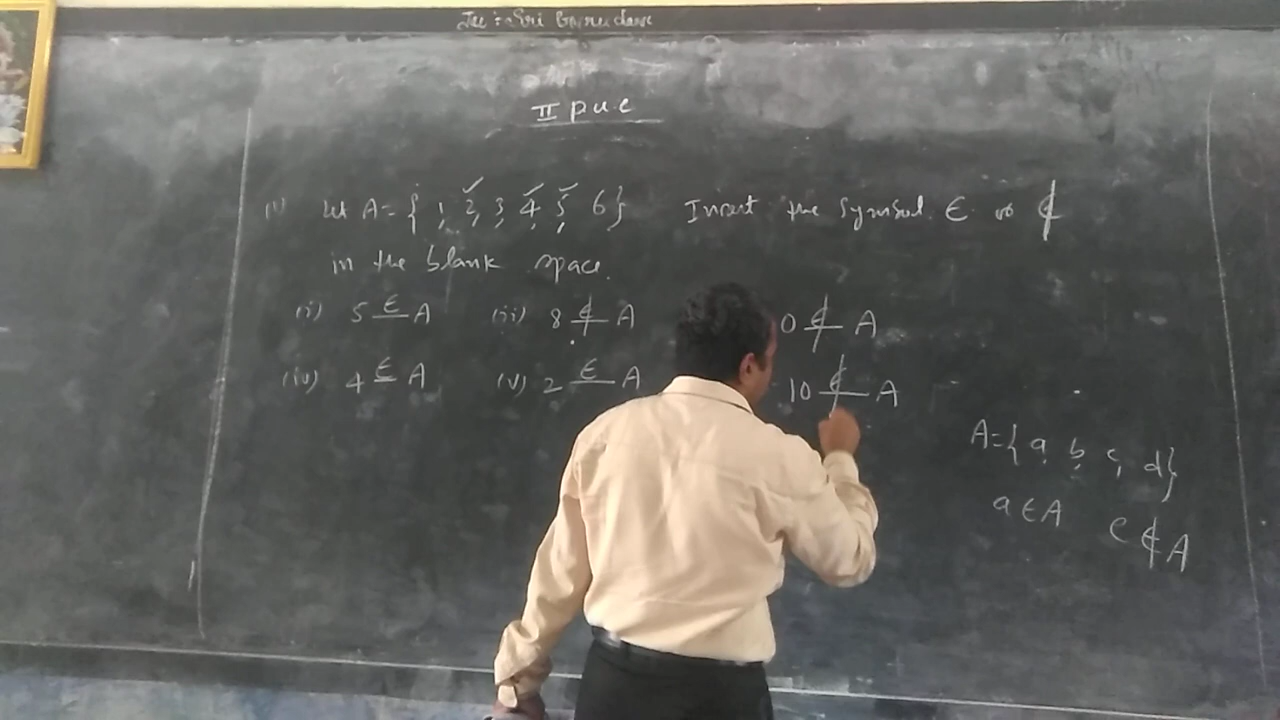 II p u c
(1) Let A = { 1, 2, 3, 4, 5, 6} Insert the symbol ∈ or ∉
in the blank space.
(i) 5 ∈ A (ii) 8 ∉ A 0 ∉ A
(iv) 4 ∈ A (v) 2 ∈ A 10 ∉ A
A={ a, b, c, d}
a∈A e ∉ A